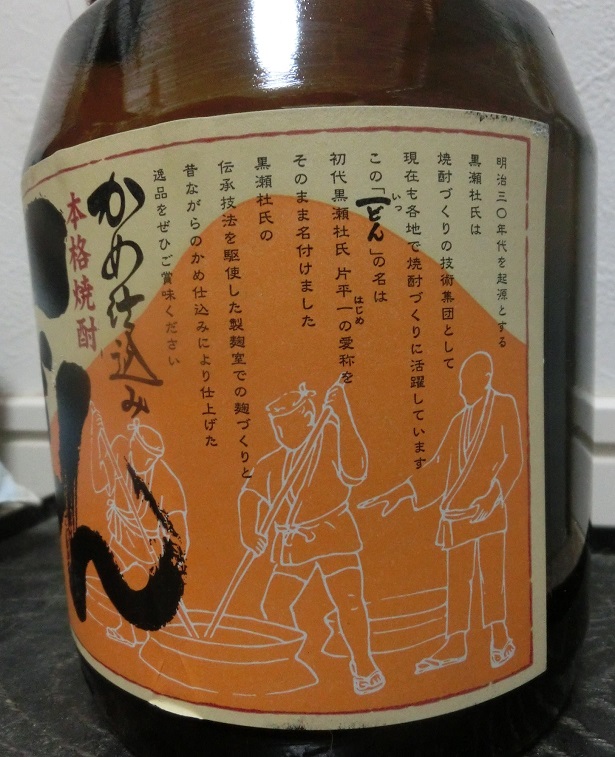 明治三〇年代を起源とする
黒瀬杜氏は
焼酎づくりの技術集団として
現在も各地で焼酎づくりに活躍しています
この「一どん」の名は
いっ
初代黒瀬杜氏 片平一の愛称を
はじめ
そのまま名付けました
黒瀬杜氏の
伝承技法を駆使した製麹室での麹づくりと
昔ながらのかめ仕込みにより仕上げた
逸品をぜひご賞味ください
かめ仕込み
本格焼酎
どん